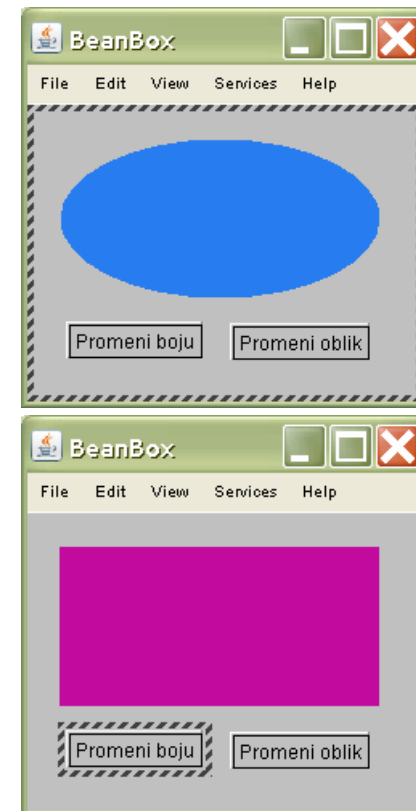 BeanBox
File Edit View Services Help
Promeni boju Promeni oblik
BeanBox
File Edit View Services Help
Promeni boju Promeni oblik